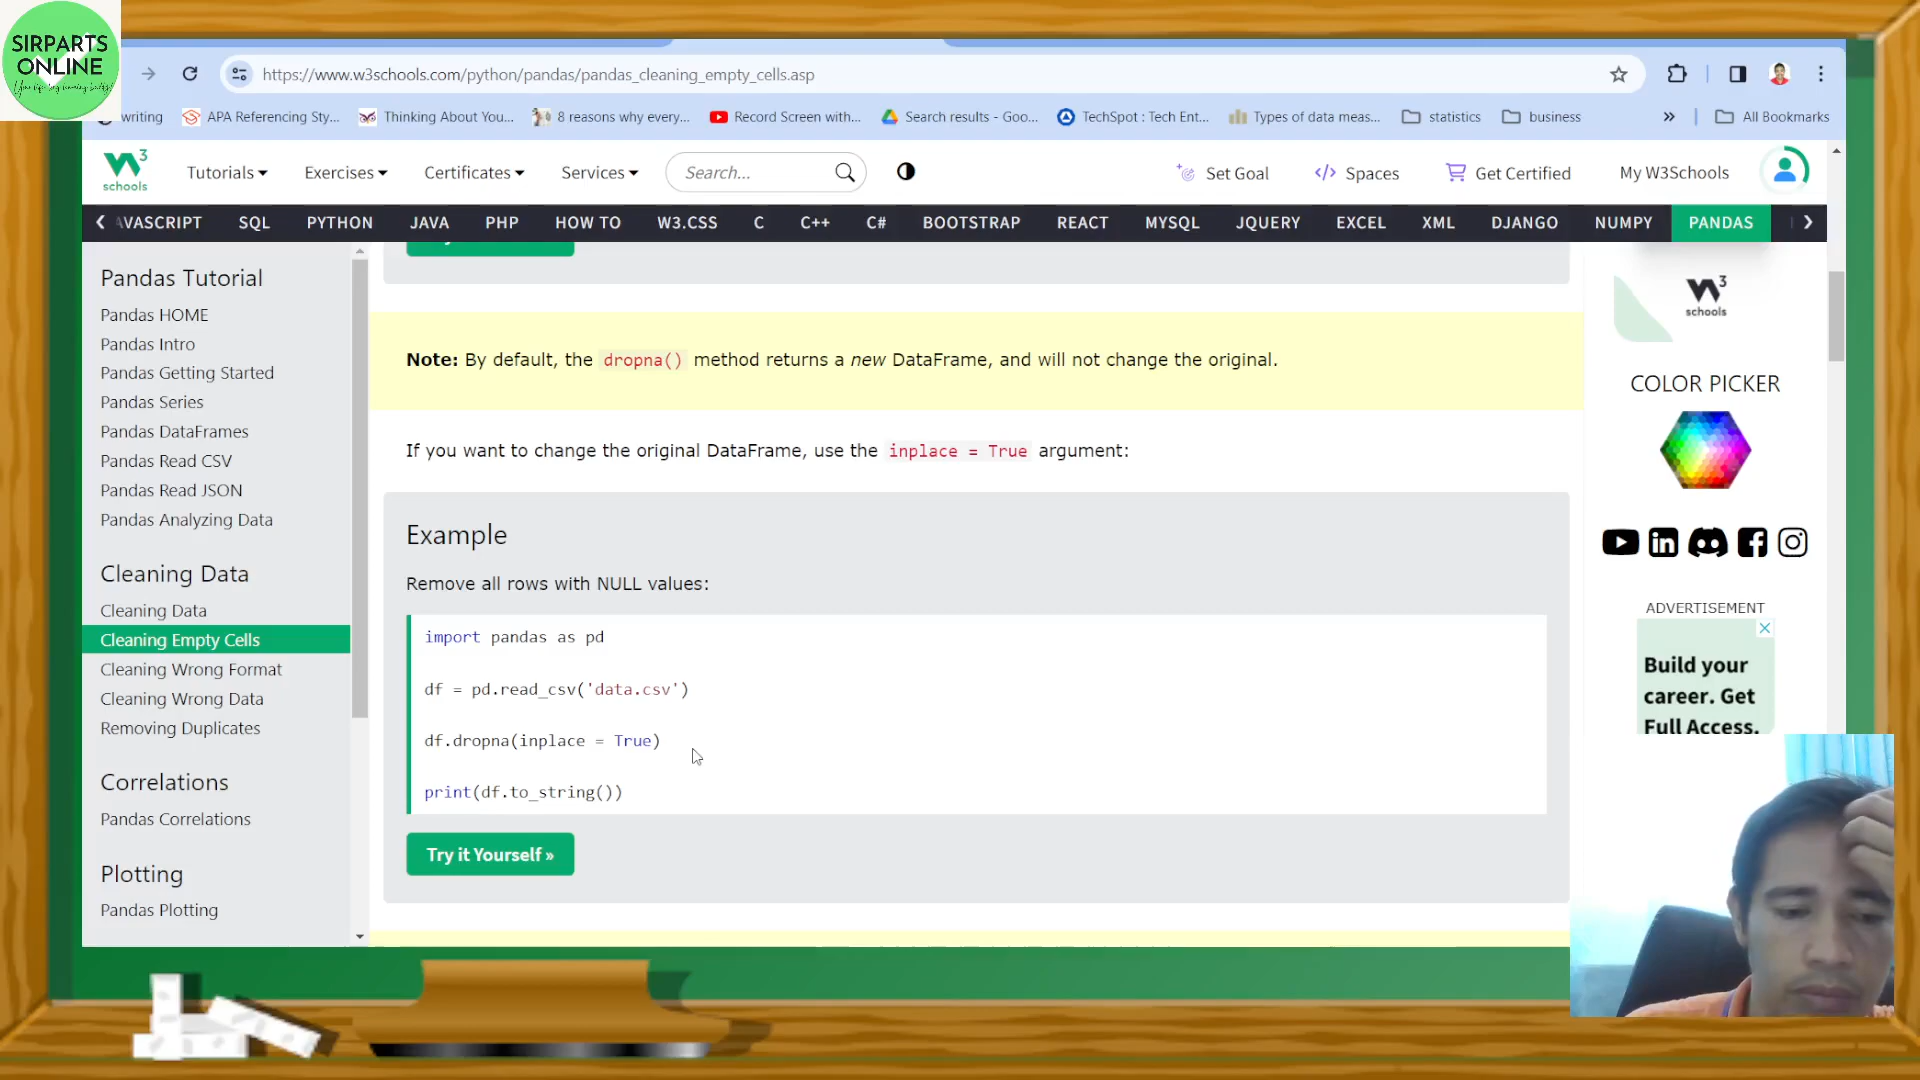 SIRPARTS
ONLINE
https://www.w3schools.com/python/pandas/pandas_cleaning_empty_cells.asp
writing
APA Referencing Sty...
Thinking About You...
8 reasons why every...
Record Screen with...
Search results - Goo...
TechSpot : Tech Ent...
Types of data meas...
statistics
business
»
All Bookmarks
W3 schools
Tutorials
Exercises
Certificates
Services
Search...
Set Goal
Spaces
Get Certified
My W3Schools
AVASCRIPT SQL PYTHON JAVA PHP HOW TO W3.CSS C C++ C# BOOTSTRAP REACT MYSQL JQUERY EXCEL XML DJANGO NUMPY PANDAS
Pandas Tutorial
Pandas HOME
Pandas Intro
Pandas Getting Started
Pandas Series
Pandas DataFrames
Pandas Read CSV
Pandas Read JSON
Pandas Analyzing Data
Cleaning Data
Cleaning Data
Cleaning Empty Cells
Cleaning Wrong Format
Cleaning Wrong Data
Removing Duplicates
Correlations
Pandas Correlations
Plotting
Pandas Plotting
Note: By default, the dropna() method returns a new DataFrame, and will not change the original.
If you want to change the original DataFrame, use the inplace = True argument:
Example
Remove all rows with NULL values:
import pandas as pd
df = pd.read_csv('data.csv')
df.dropna(inplace = True)
print(df.to_string())
Try it Yourself »
W3 schools
COLOR PICKER
ADVERTISEMENT
Build your
career. Get
Full Access.